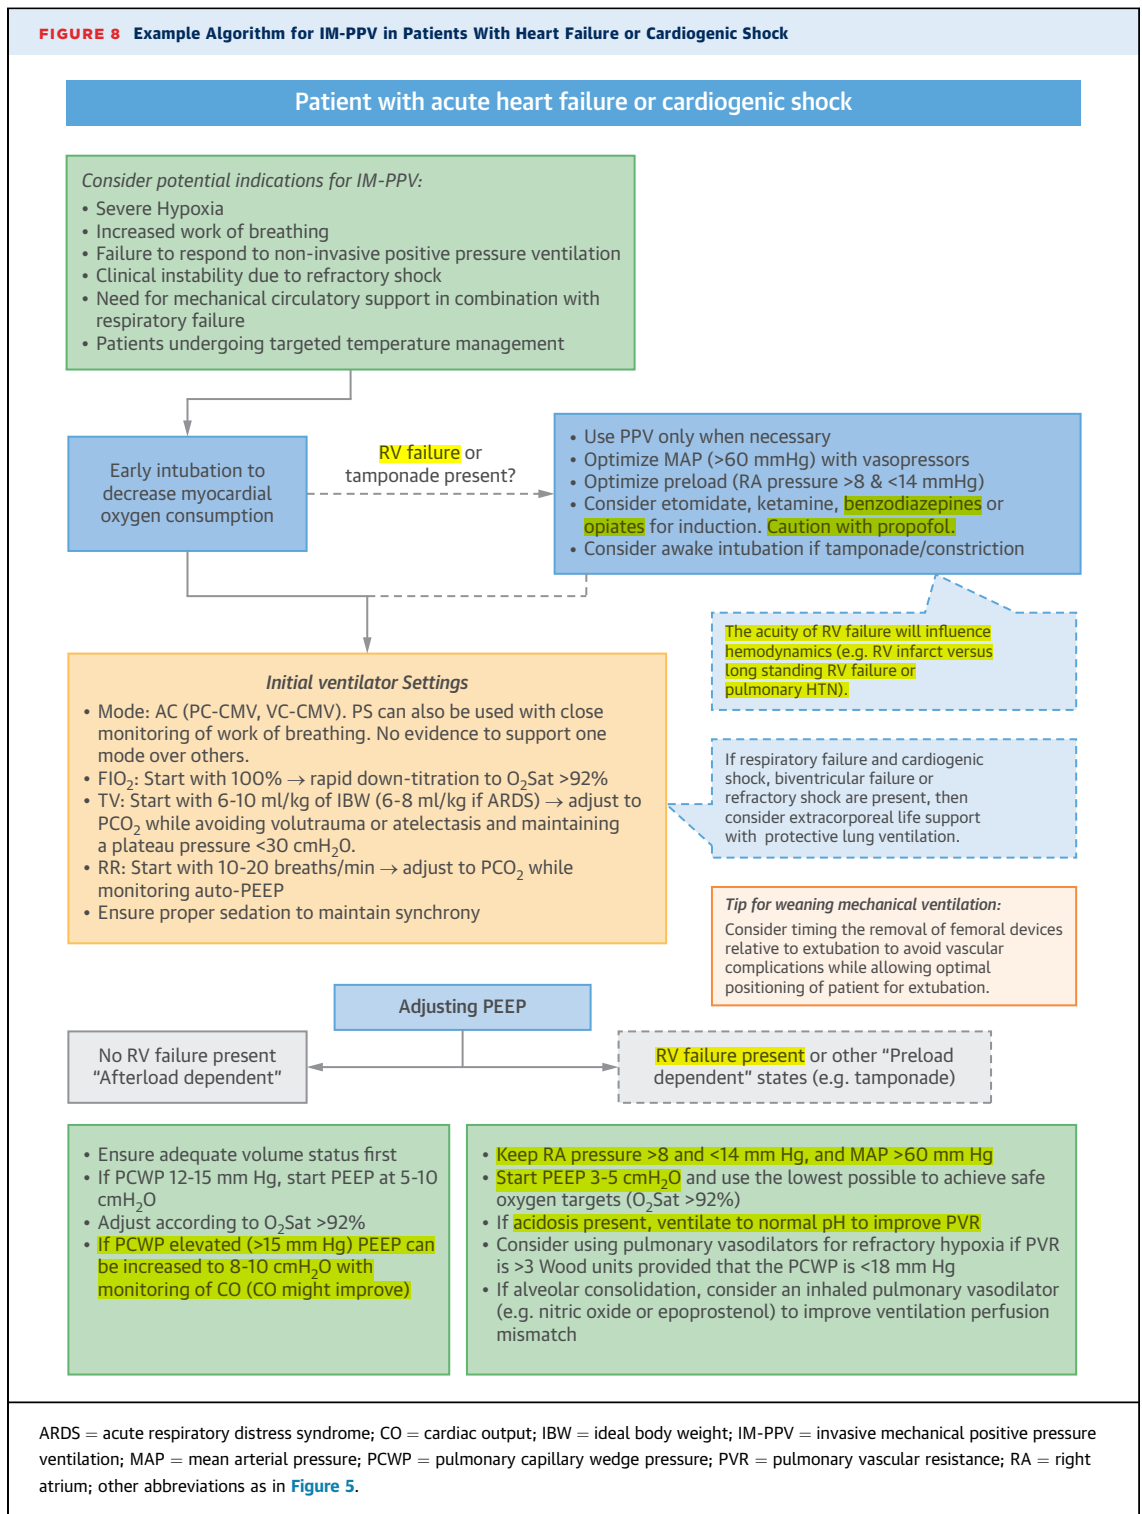 FIGURE 8 Example Algorithm for IM-PPV in Patients With Heart Failure or Cardiogenic Shock
Patient with acute heart failure or cardiogenic shock
Consider potential indications for IM-PPV:
• Severe Hypoxia
• Increased work of breathing
• Failure to respond to non-invasive positive pressure ventilation
• Clinical instability due to refractory shock
• Need for mechanical circulatory support in combination with
respiratory failure
• Patients undergoing targeted temperature management
Early intubation to
decrease myocardial
oxygen consumption
RV failure or
tamponade present?
• Use PPV only when necessary
• Optimize MAP (>60 mmHg) with vasopressors
• Optimize preload (RA pressure >8 & <14 mmHg)
• Consider etomidate, ketamine, benzodiazepines or
opiates for induction. Caution with propofol.
• Consider awake intubation if tamponade/constriction
The acuity of RV failure will influence
hemodynamics (e.g. RV infarct versus
long standing RV failure or
pulmonary HTN).
Initial ventilator Settings
• Mode: AC (PC-CMV, VC-CMV). PS can also be used with close
monitoring of work of breathing. No evidence to support one
mode over others.
• FIO₂: Start with 100% → rapid down-titration to O₂Sat >92%
• TV: Start with 6-10 ml/kg of IBW (6-8 ml/kg if ARDS) → adjust to
PCO₂ while avoiding volutrauma or atelectasis and maintaining
a plateau pressure <30 cmH₂0.
• RR: Start with 10-20 breaths/min → adjust to PCO₂ while
monitoring auto-PEEP
• Ensure proper sedation to maintain synchrony
If respiratory failure and cardiogenic
shock, biventricular failure or
refractory shock are present, then
consider extracorporeal life support
with protective lung ventilation.
Tip for weaning mechanical ventilation:
Consider timing the removal of femoral devices
relative to extubation to avoid vascular
complications while allowing optimal
positioning of patient for extubation.
Adjusting PEEP
No RV failure present
“Afterload dependent”
RV failure present or other “Preload
dependent” states (e.g. tamponade)
• Ensure adequate volume status first
• If PCWP 12-15 mm Hg, start PEEP at 5-10
cmH₂O
• Adjust according to O₂Sat >92%
• If PCWP elevated (>15 mm Hg) PEEP can
be increased to 8-10 cmH₂O with
monitoring of CO (CO might improve)
• Keep RA pressure >8 and <14 mm Hg, and MAP >60 mm Hg
• Start PEEP 3-5 cmH₂O and use the lowest possible to achieve safe
oxygen targets (O₂Sat >92%)
• If acidosis present, ventilate to normal pH to improve PVR
• Consider using pulmonary vasodilators for refractory hypoxia if PVR
is >3 Wood units provided that the PCWP is <18 mm Hg
• If alveolar consolidation, consider an inhaled pulmonary vasodilator
(e.g. nitric oxide or epoprostenol) to improve ventilation perfusion
mismatch
ARDS = acute respiratory distress syndrome; CO = cardiac output; IBW = ideal body weight; IM-PPV = invasive mechanical positive pressure
ventilation; MAP = mean arterial pressure; PCWP = pulmonary capillary wedge pressure; PVR = pulmonary vascular resistance; RA = right
atrium; other abbreviations as in Figure 5.